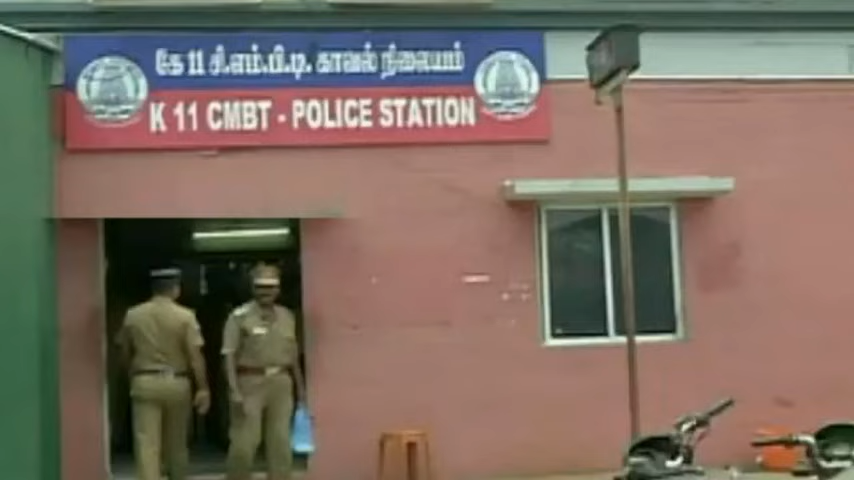 கே 11 சி.எம்.பி.டி. காவல் நிலையம்
K 11 CMBT - POLICE STATION